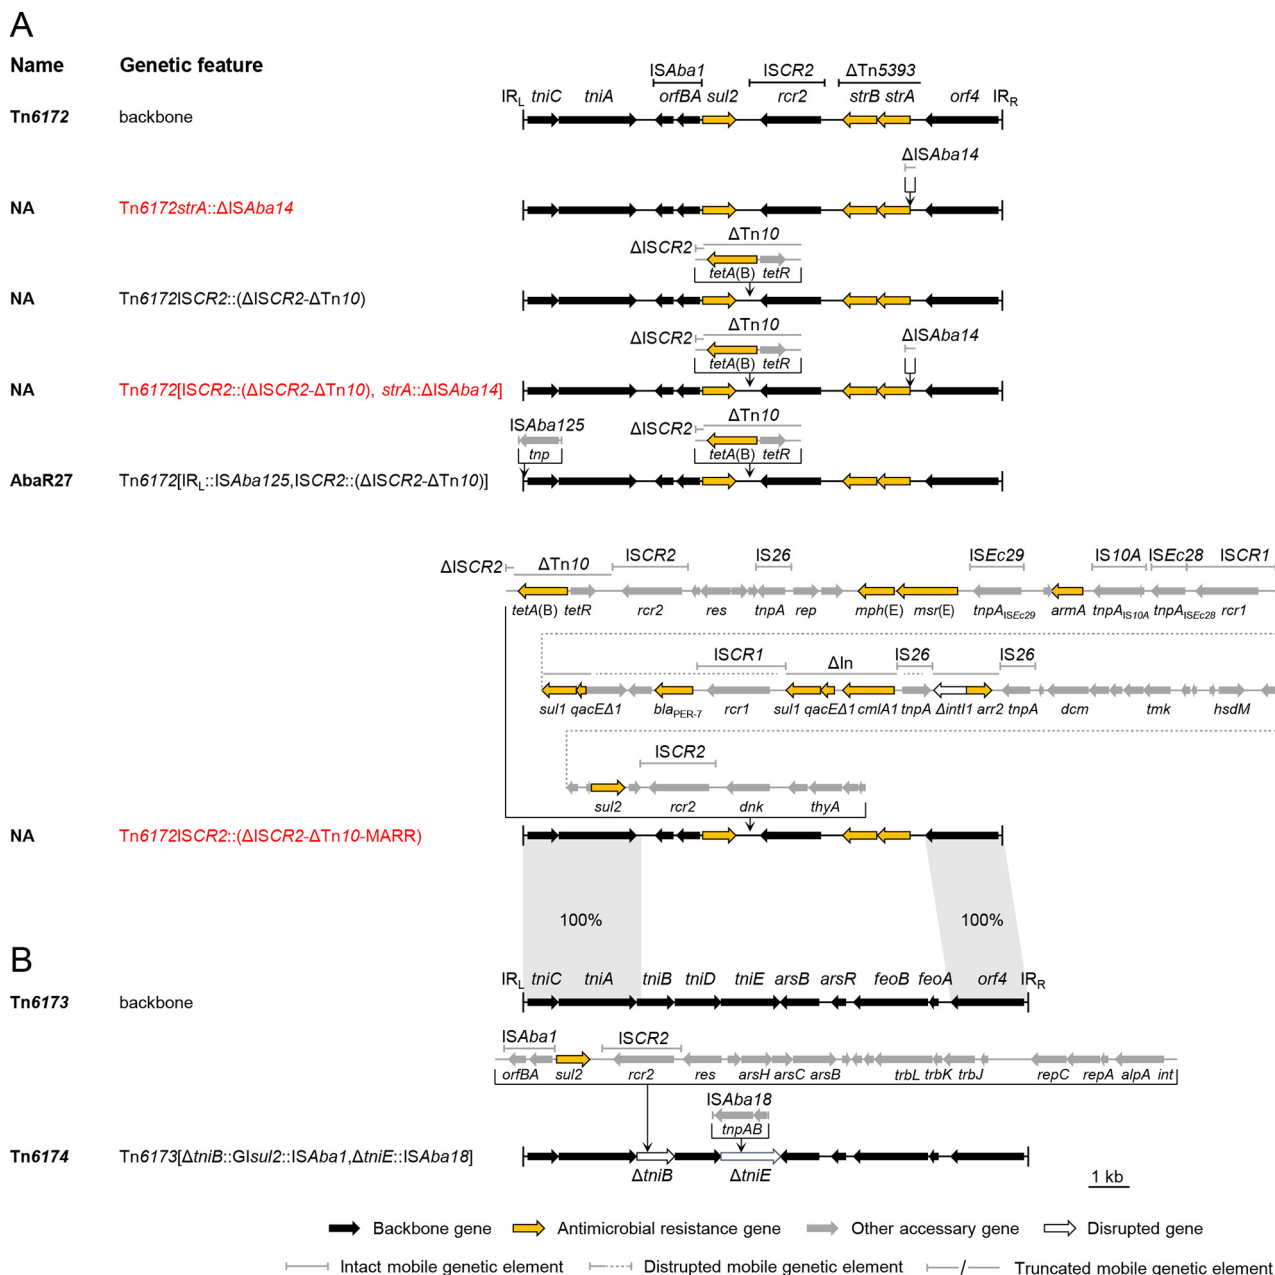 A
Name Genetic feature
ISAba1 ISCR2 ΔTn5393
IRL tniC tniA orfBA sul2 rcr2 strB strA orf4 IRR
Tn6172 backbone
ΔISAba14
NA Tn6172strA::ΔISAba14
ΔISCR2 ΔTn10
tetA(B) tetR
NA Tn6172ISCR2::(ΔISCR2-ΔTn10)
ΔISCR2 ΔTn10 ΔISAba14
tetA(B) tetR
NA Tn6172[ISCR2::(ΔISCR2-ΔTn10), strA::ΔISAba14]
ISAba125 ΔISCR2 ΔTn10
tnp tetA(B) tetR
AbaR27 Tn6172[IRL::ISAba125,ISCR2::(ΔISCR2-ΔTn10)]
ΔISCR2 ΔTn10 ISCR2 IS26 ISEc29 IS10A ISEc28 ISCR1
tetA(B) tetR rcr2 res tnpA rep mph(E) msr(E) tnpAISEc29 armA tnpAIS10A tnpAISEc28 rcr1
ISCR1 ΔIn IS26 IS26
sul1 qacEΔ1 blaPER-7 rcr1 sul1 qacEΔ1 cmlA1 tnpA ΔintI1 arr2 tnpA dcm tmk hsdM
ISCR2
sul2 rcr2 dnk thyA
NA Tn6172ISCR2::(ΔISCR2-ΔTn10-MARR)
100% 100%
B
IRL tniC tniA tniB tniD tniE arsB arsR feoB feoA orf4 IRR
Tn6173 backbone
ISAba1 ISCR2
orfBA sul2 rcr2 res arsH arsC arsB trbL trbK trbJ repC repA alpA int
ISAba18
tnpAB
Tn6174 Tn6173[ΔtniB::GIsul2::ISAba1,ΔtniE::ISAba18]
ΔtniB ΔtniE
1 kb
Backbone gene Antimicrobial resistance gene Other accessary gene Disrupted gene
Intact mobile genetic element Disrupted mobile genetic element Truncated mobile genetic element